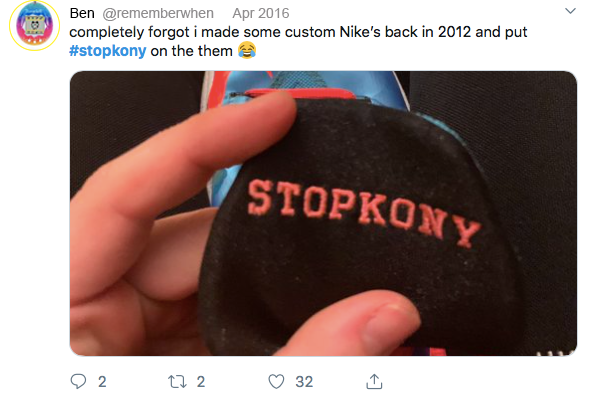 Ben @rememberwhen Apr 2016
completely forgot i made some custom Nike's back in 2012 and put
#stopkony on the them 😂
STOPKONY
2 2 32